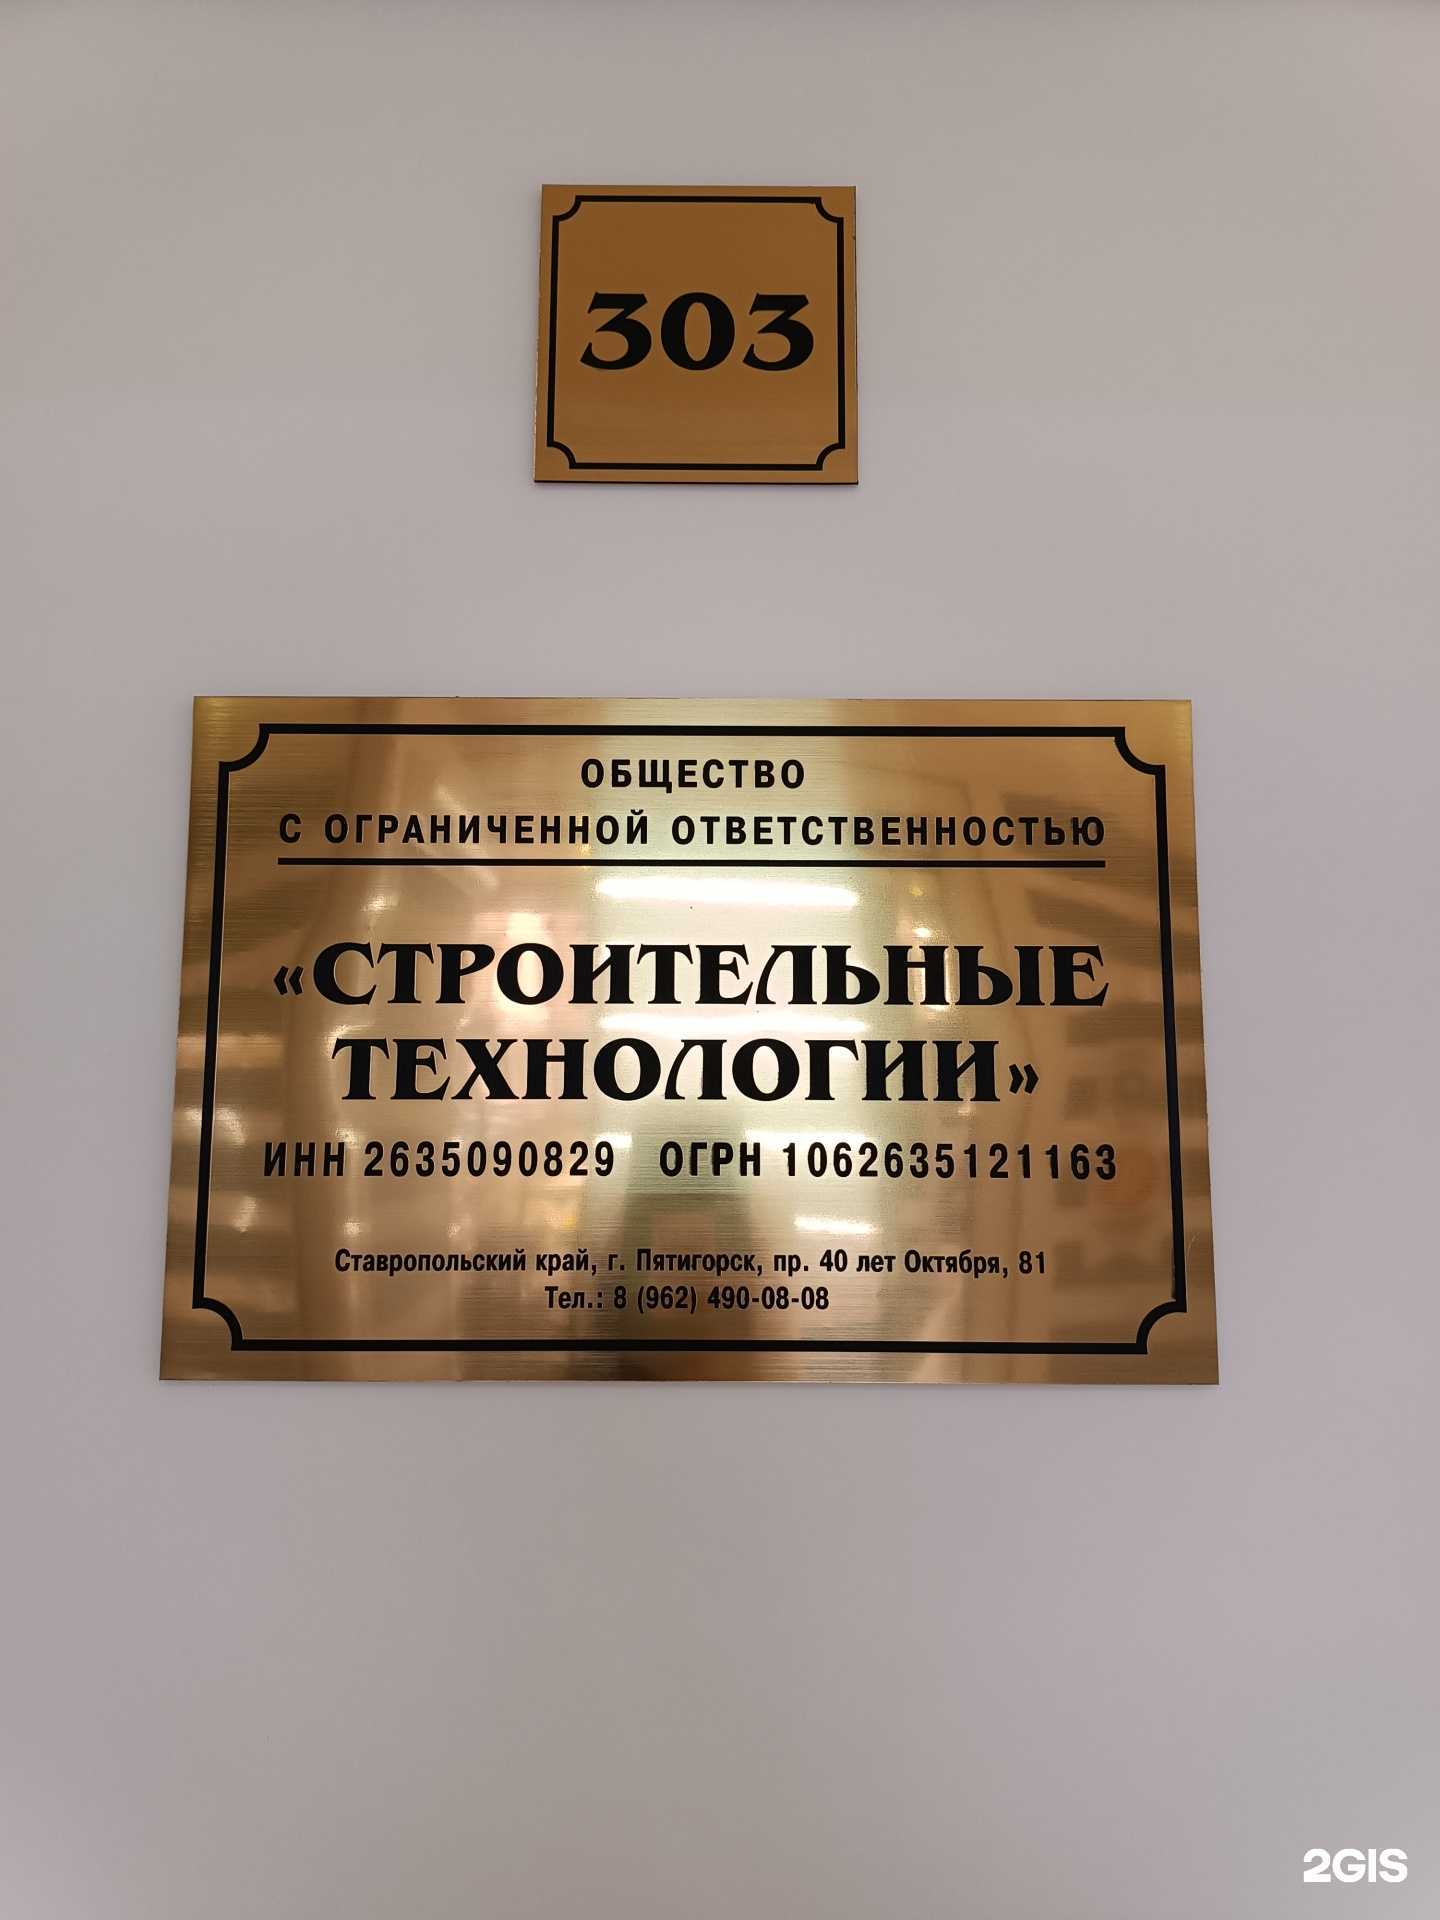 303
ОБЩЕСТВО
С ОГРАНИЧЕННОЙ ОТВЕТСТВЕННОСТЬЮ
«СТРОИТЕЛЬНЫЕ
ТЕХНОЛОГИИ»
ИНН 2635090829 ОГРН 1062635121163
Ставропольский край, г. Пятигорск, пр. 40 лет Октября, 81
Тел.: 8 (962) 490-08-08
2GIS